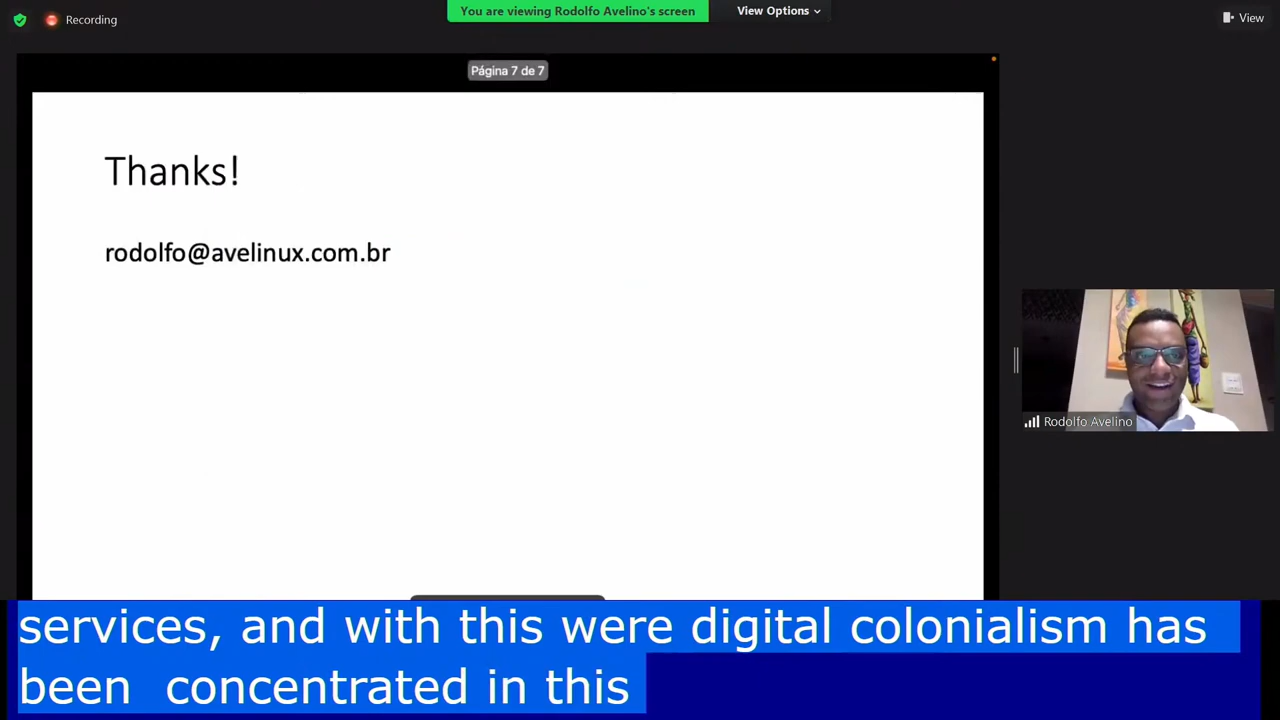 Recording
You are viewing Rodolfo Avelino's screen
View Options
View
Página 7 de 7
Thanks!
rodolfo@avelinux.com.br
Rodolfo Avelino
services, and with this were digital colonialism has
been  concentrated in this